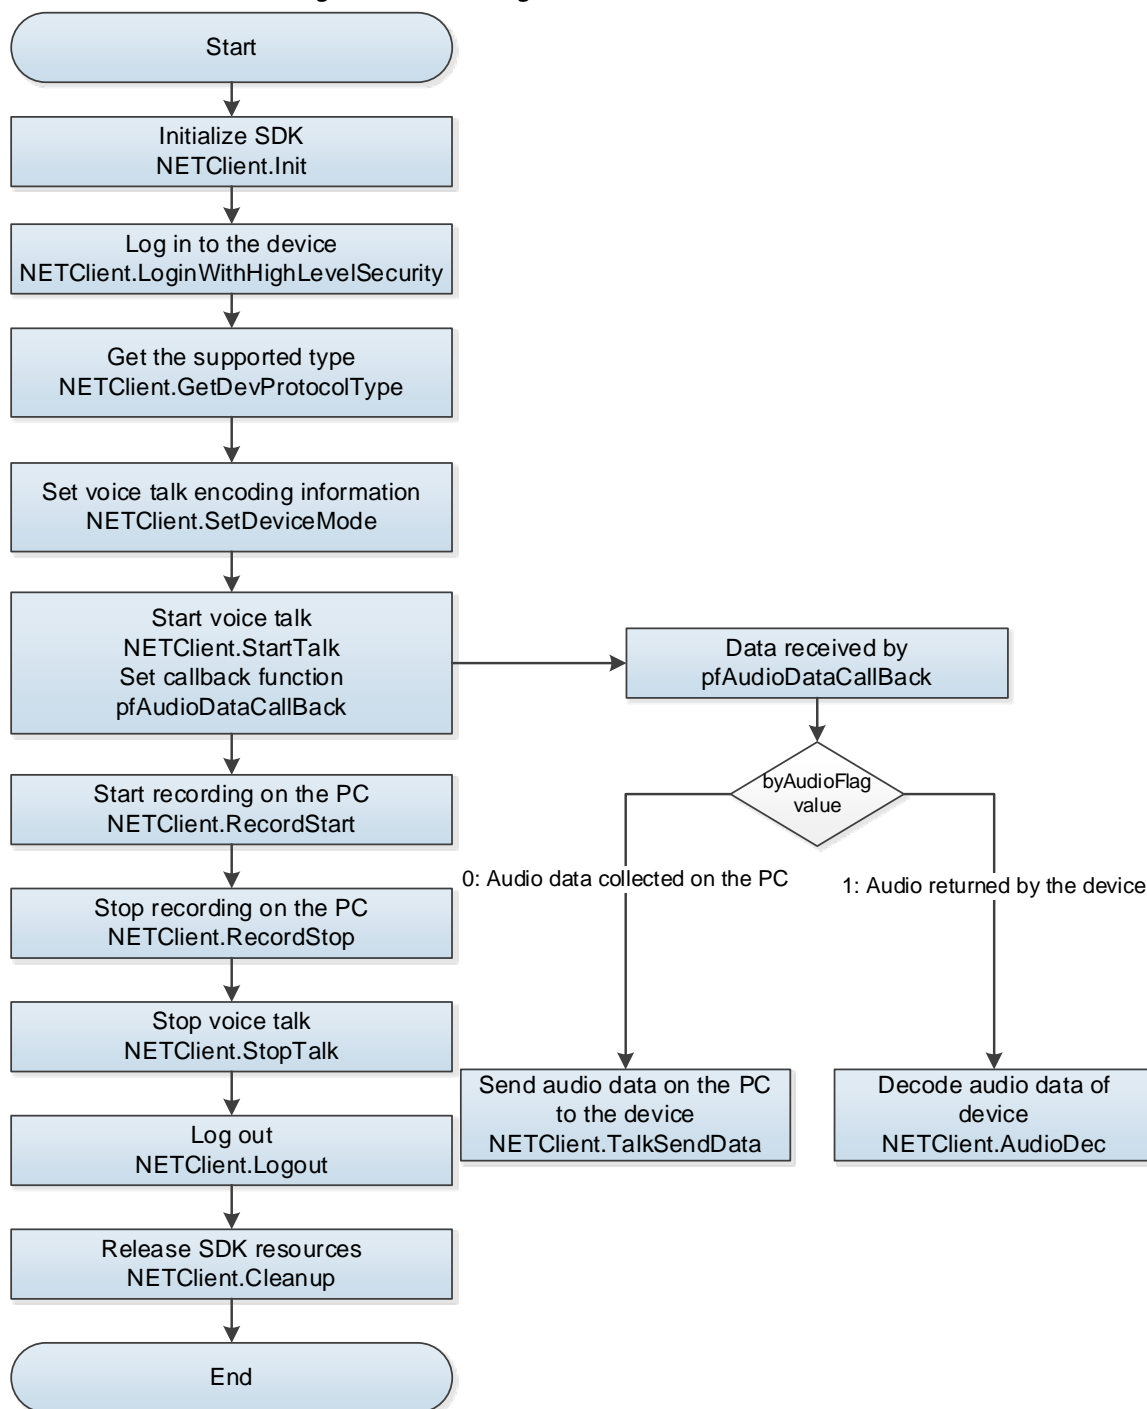 Start
Initialize SDK
NETClient.Init
Log in to the device
NETClient.LoginWithHighLevelSecurity
Get the supported type
NETClient.GetDevProtocolType
Set voice talk encoding information
NETClient.SetDeviceMode
Start voice talk
NETClient.StartTalk
Set callback function
pfAudioDataCallBack
Data received by
pfAudioDataCallBack
byAudioFlag
value
0: Audio data collected on the PC
1: Audio returned by the device
Start recording on the PC
NETClient.RecordStart
Stop recording on the PC
NETClient.RecordStop
Stop voice talk
NETClient.StopTalk
Send audio data on the PC
to the device
NETClient.TalkSendData
Decode audio data of
device
NETClient.AudioDec
Log out
NETClient.Logout
Release SDK resources
NETClient.Cleanup
End